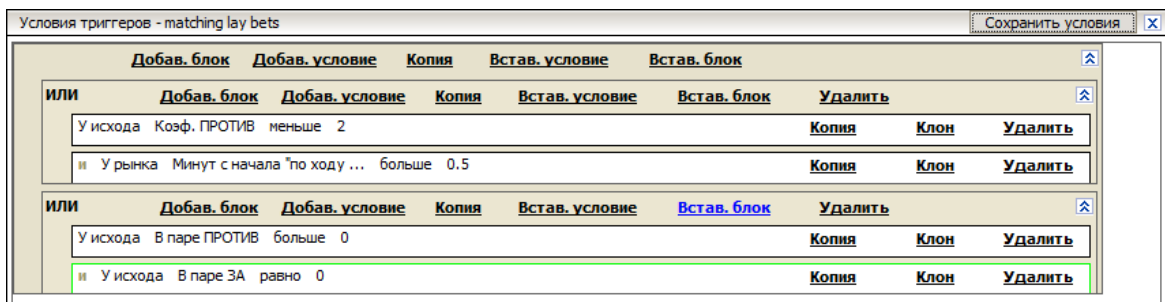 Условия триггеров - matching lay bets Сохранить условия X
Добав. блок Добав. условие Копия Встав. условие Встав. блок
ИЛИ Добав. блок Добав. условие Копия Встав. условие Встав. блок Удалить
У исхода Коэф. ПРОТИВ меньше 2 Копия Клон Удалить
и У рынка Минут с начала "по ходу ... больше 0.5 Копия Клон Удалить
ИЛИ Добав. блок Добав. условие Копия Встав. условие Встав. блок Удалить
У исхода В паре ПРОТИВ больше 0 Копия Клон Удалить
и У исхода В паре ЗА равно 0 Копия Клон Удалить